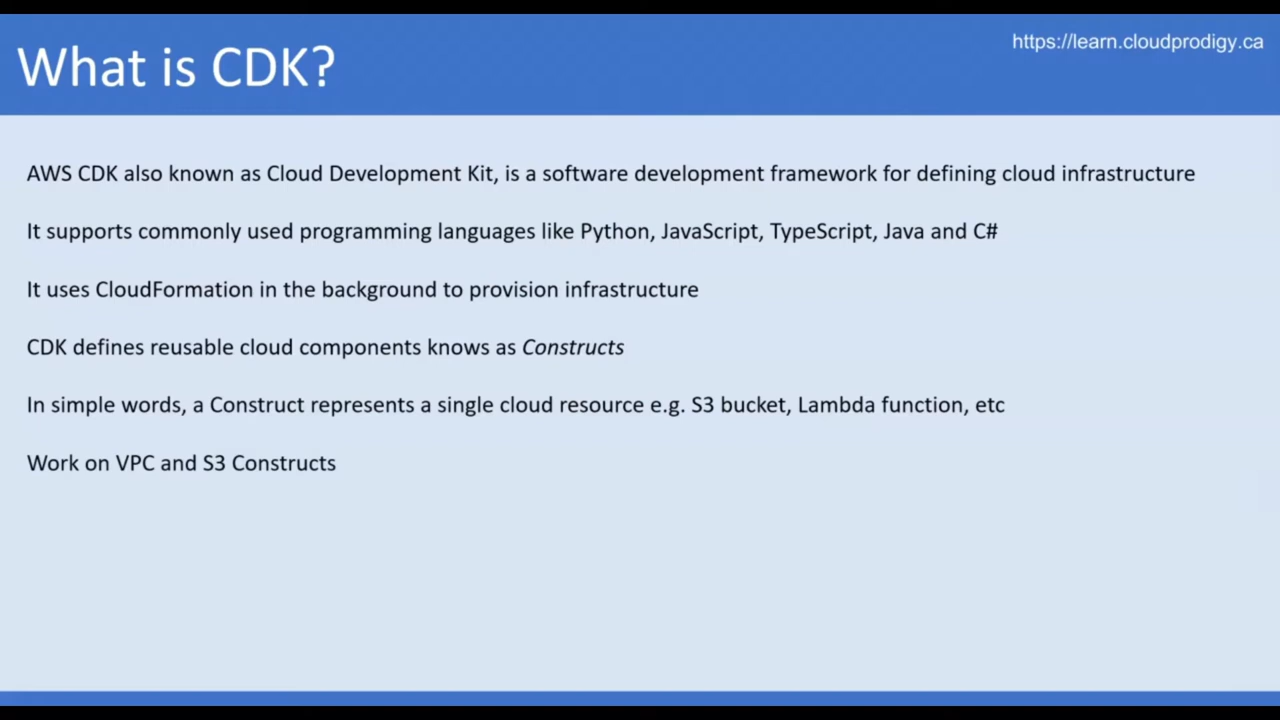 https://learn.cloudprodigy.ca
What is CDK?
AWS CDK also known as Cloud Development Kit, is a software development framework for defining cloud infrastructure
It supports commonly used programming languages like Python, JavaScript, TypeScript, Java and C#
It uses CloudFormation in the background to provision infrastructure
CDK defines reusable cloud components knows as Constructs
In simple words, a Construct represents a single cloud resource e.g. S3 bucket, Lambda function, etc
Work on VPC and S3 Constructs